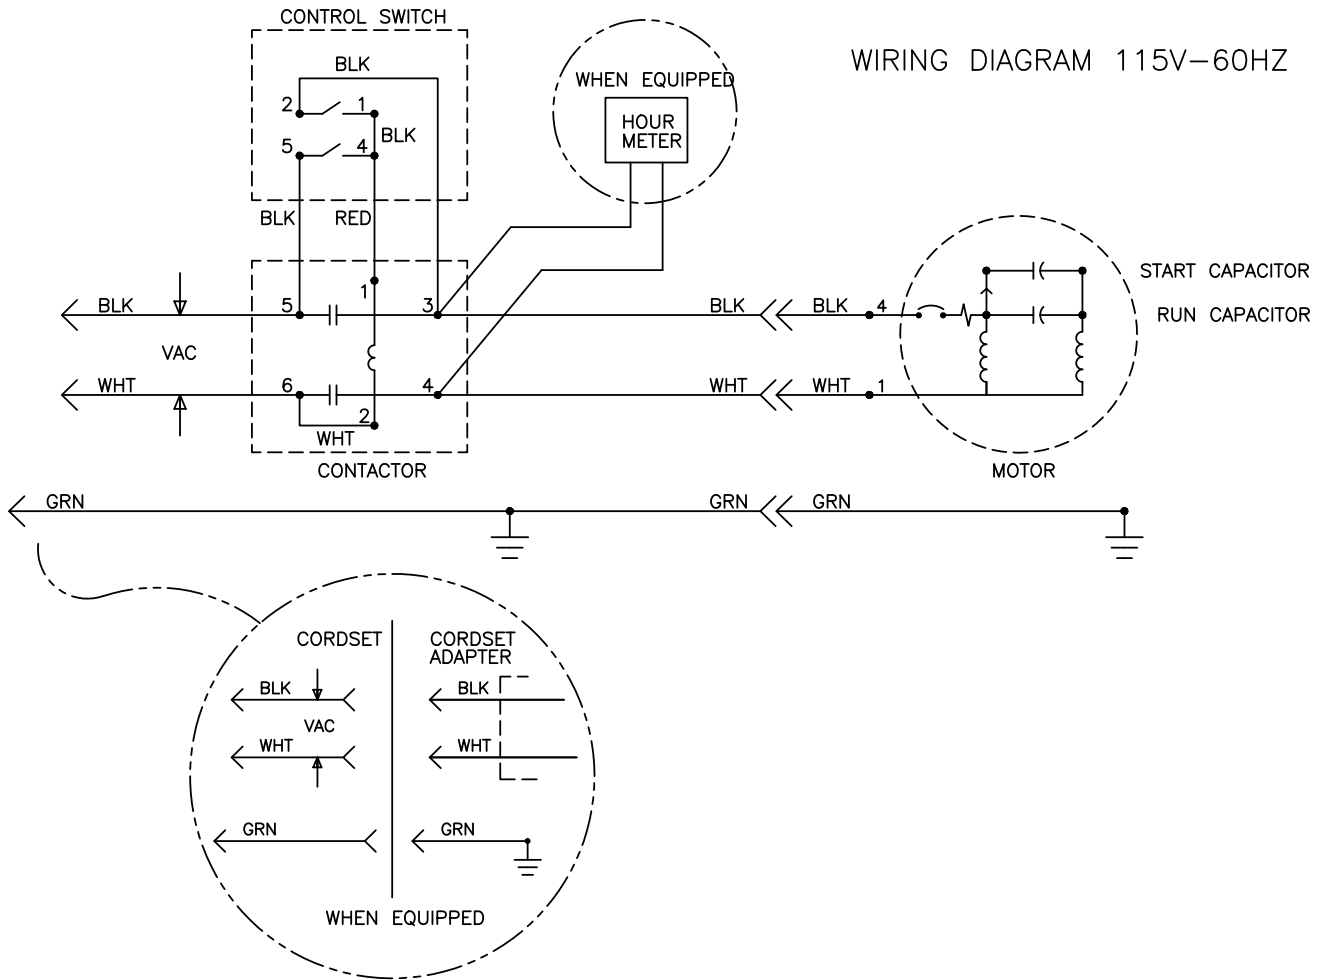 CONTROL SWITCH
WIRING DIAGRAM 115V-60HZ
BLK
2
1
BLK
5
4
BLK
RED
WHEN EQUIPPED
HOUR
METER
BLK
VAC
WHT
5
1
3
6
4
2
WHT
CONTACTOR
BLK
BLK
4
WHT
WHT
1
START CAPACITOR
RUN CAPACITOR
MOTOR
GRN
GRN
GRN
CORDSET
BLK
VAC
WHT
GRN
CORDSET
ADAPTER
BLK
WHT
GRN
WHEN EQUIPPED